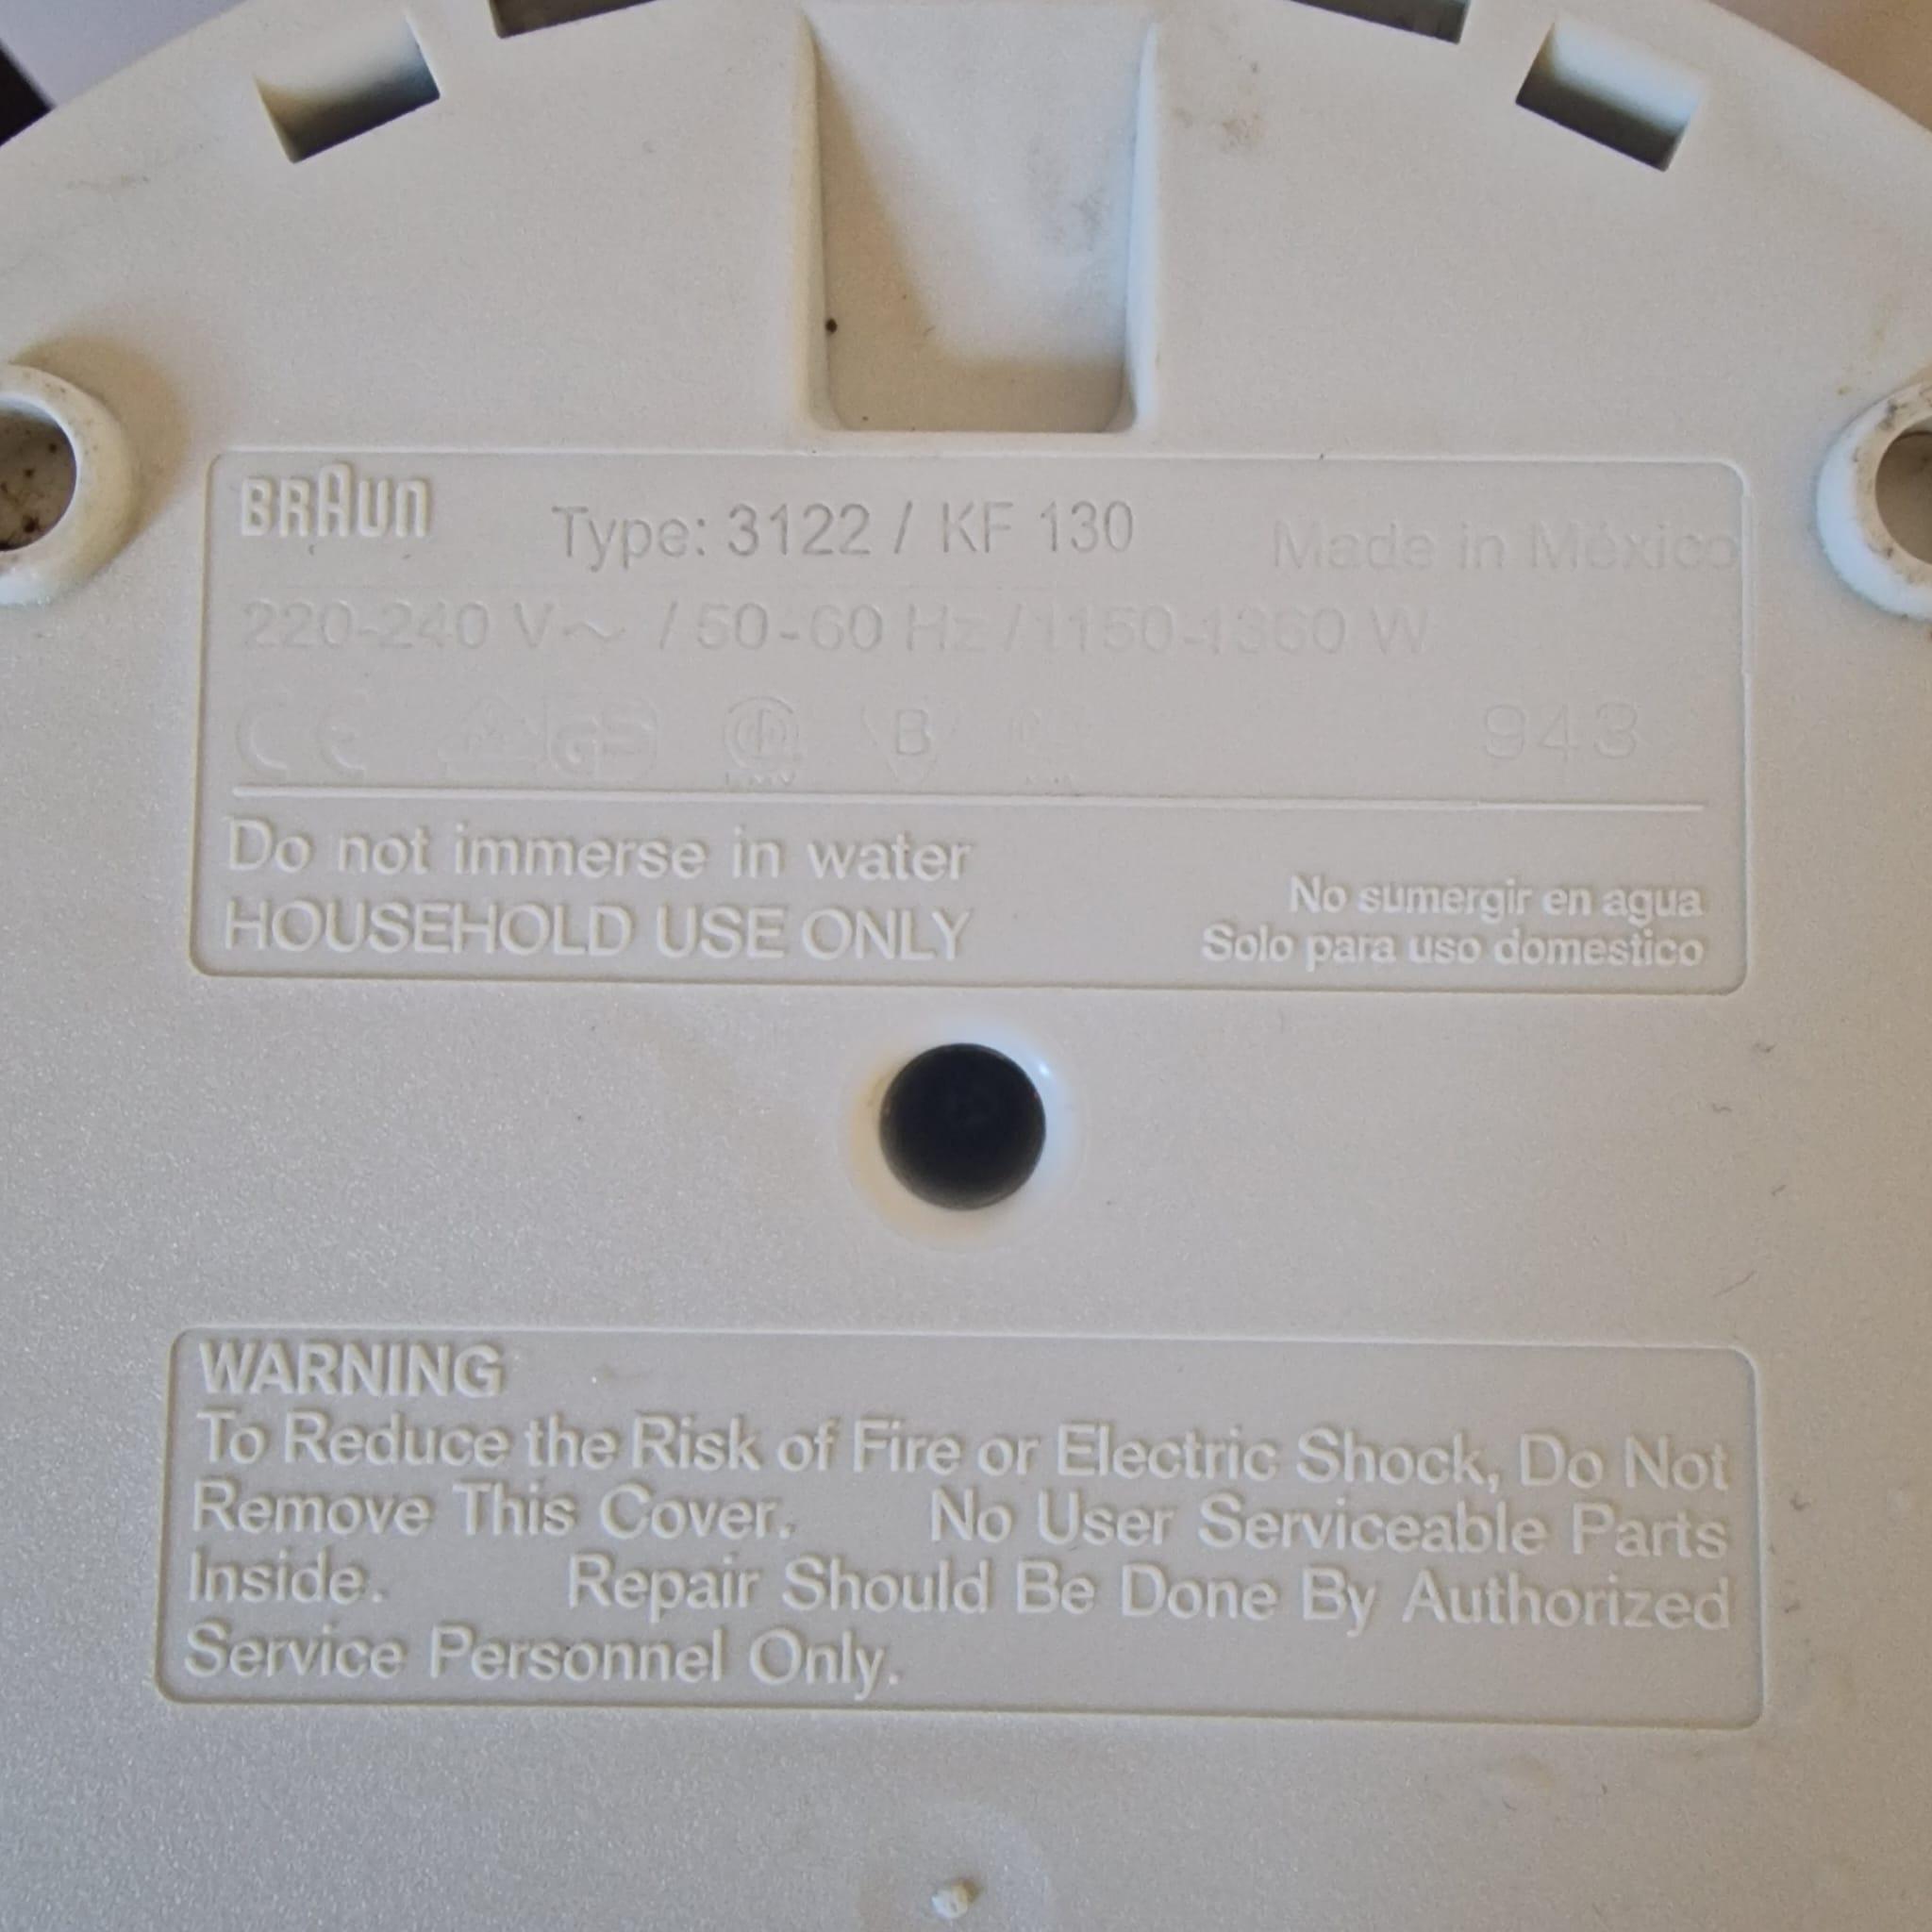 BRAUN Type: 3122 / KF 130 Made in México
220-240 V~ / 50-60 Hz / 1150-1360 W
CE GS B 943
Do not immerse in water
HOUSEHOLD USE ONLY
No sumergir en agua
Solo para uso domestico
WARNING
To Reduce the Risk of Fire or Electric Shock, Do Not
Remove This Cover. No User Serviceable Parts
Inside. Repair Should Be Done By Authorized
Service Personnel Only.